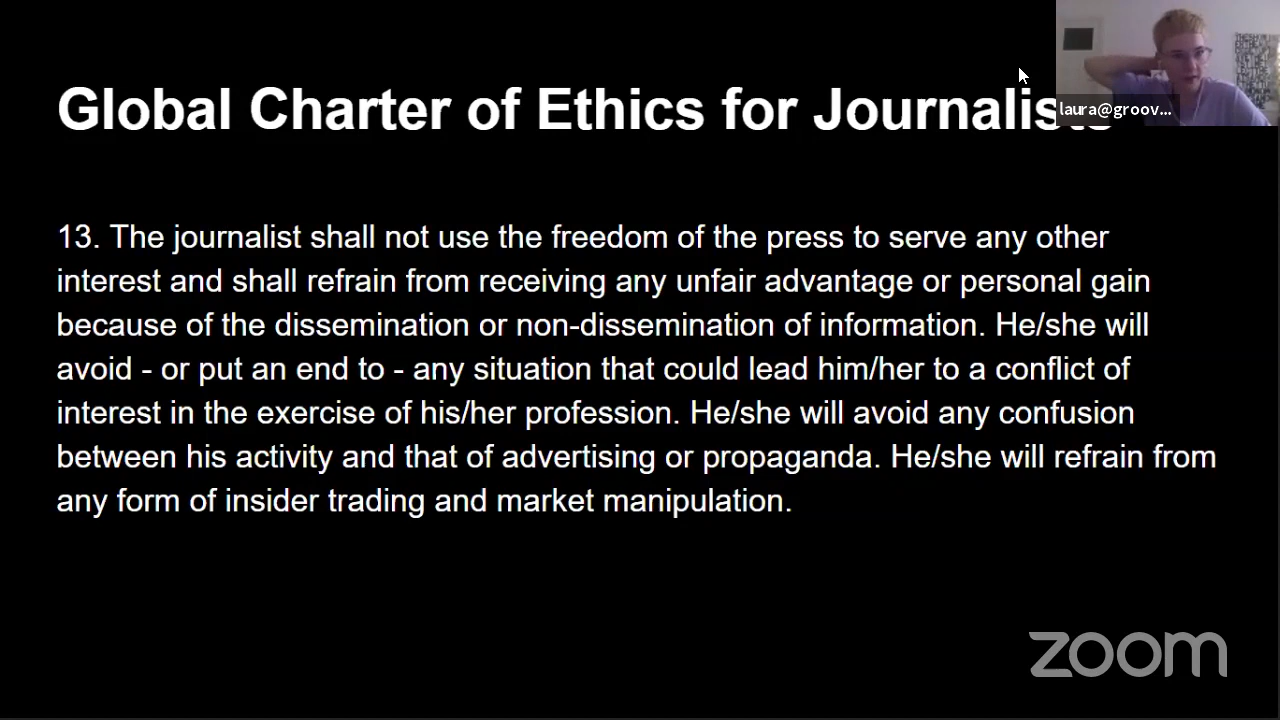 Global Charter of Ethics for Journalists
laura@groov...
13. The journalist shall not use the freedom of the press to serve any other
interest and shall refrain from receiving any unfair advantage or personal gain
because of the dissemination or non-dissemination of information. He/she will
avoid - or put an end to - any situation that could lead him/her to a conflict of
interest in the exercise of his/her profession. He/she will avoid any confusion
between his activity and that of advertising or propaganda. He/she will refrain from
any form of insider trading and market manipulation.
zoom